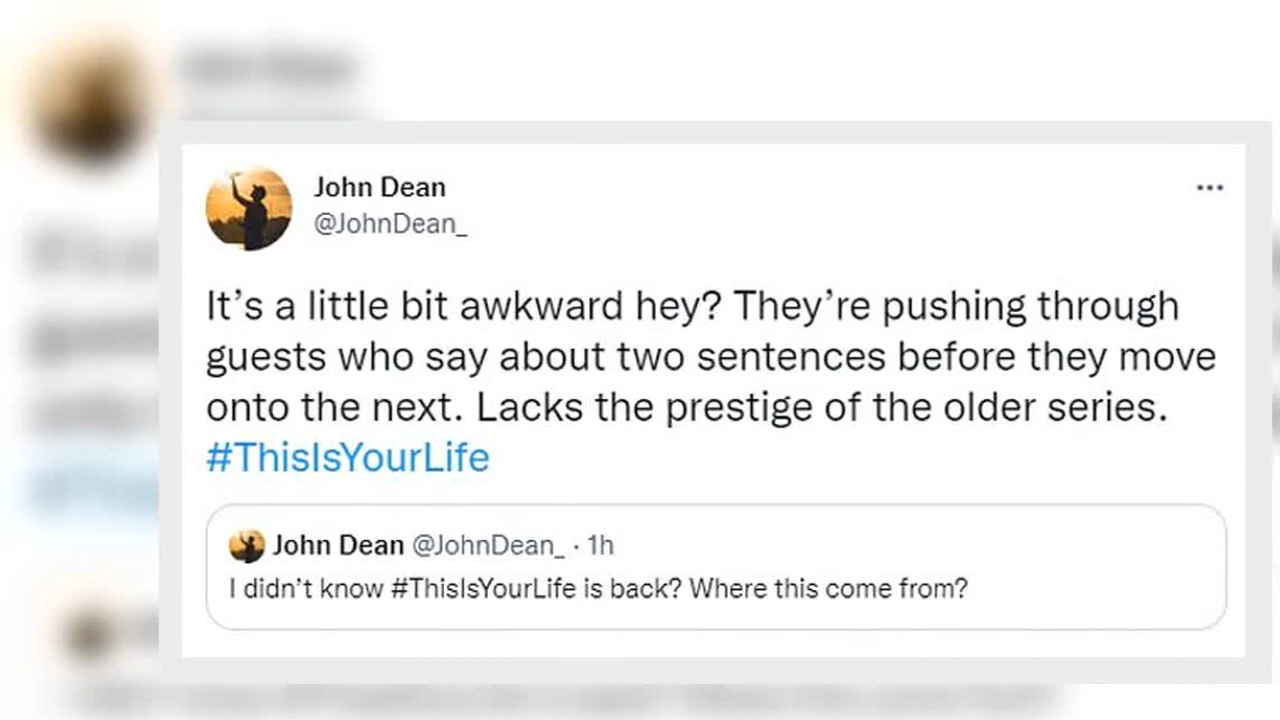 John Dean
@JohnDean_
It’s a little bit awkward hey? They’re pushing through
guests who say about two sentences before they move
onto the next. Lacks the prestige of the older series.
#ThisIsYourLife
John Dean @JohnDean_ · 1h
I didn’t know #ThisIsYourLife is back? Where this come from?